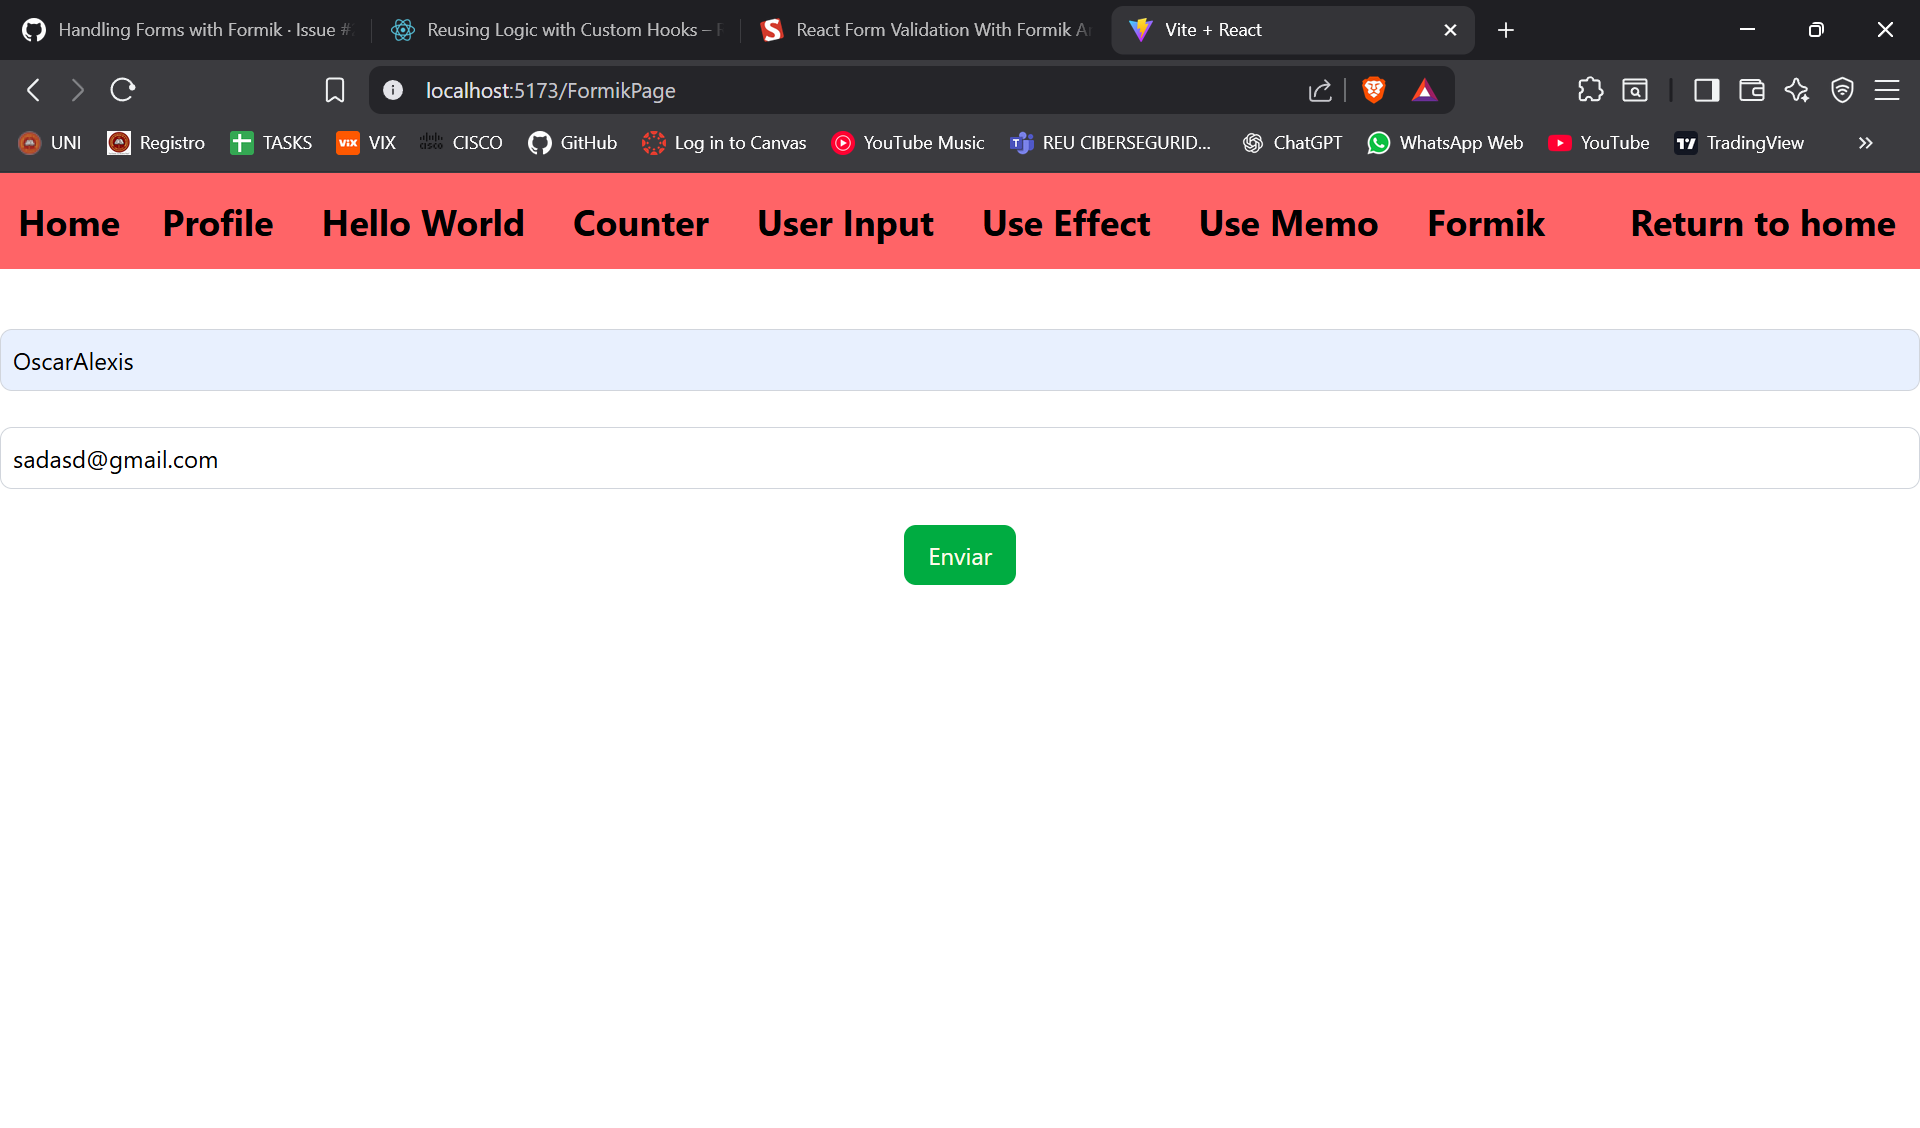 Handling Forms with Formik · Issue #
Reusing Logic with Custom Hooks –
React Form Validation With Formik
Vite + React
localhost:5173/FormikPage
UNI
Registro
TASKS
VIX
CISCO
GitHub
Log in to Canvas
YouTube Music
REU CIBERSEGURID...
ChatGPT
WhatsApp Web
YouTube
TradingView
Home
Profile
Hello World
Counter
User Input
Use Effect
Use Memo
Formik
Return to home
OscarAlexis
sadasd@gmail.com
Enviar